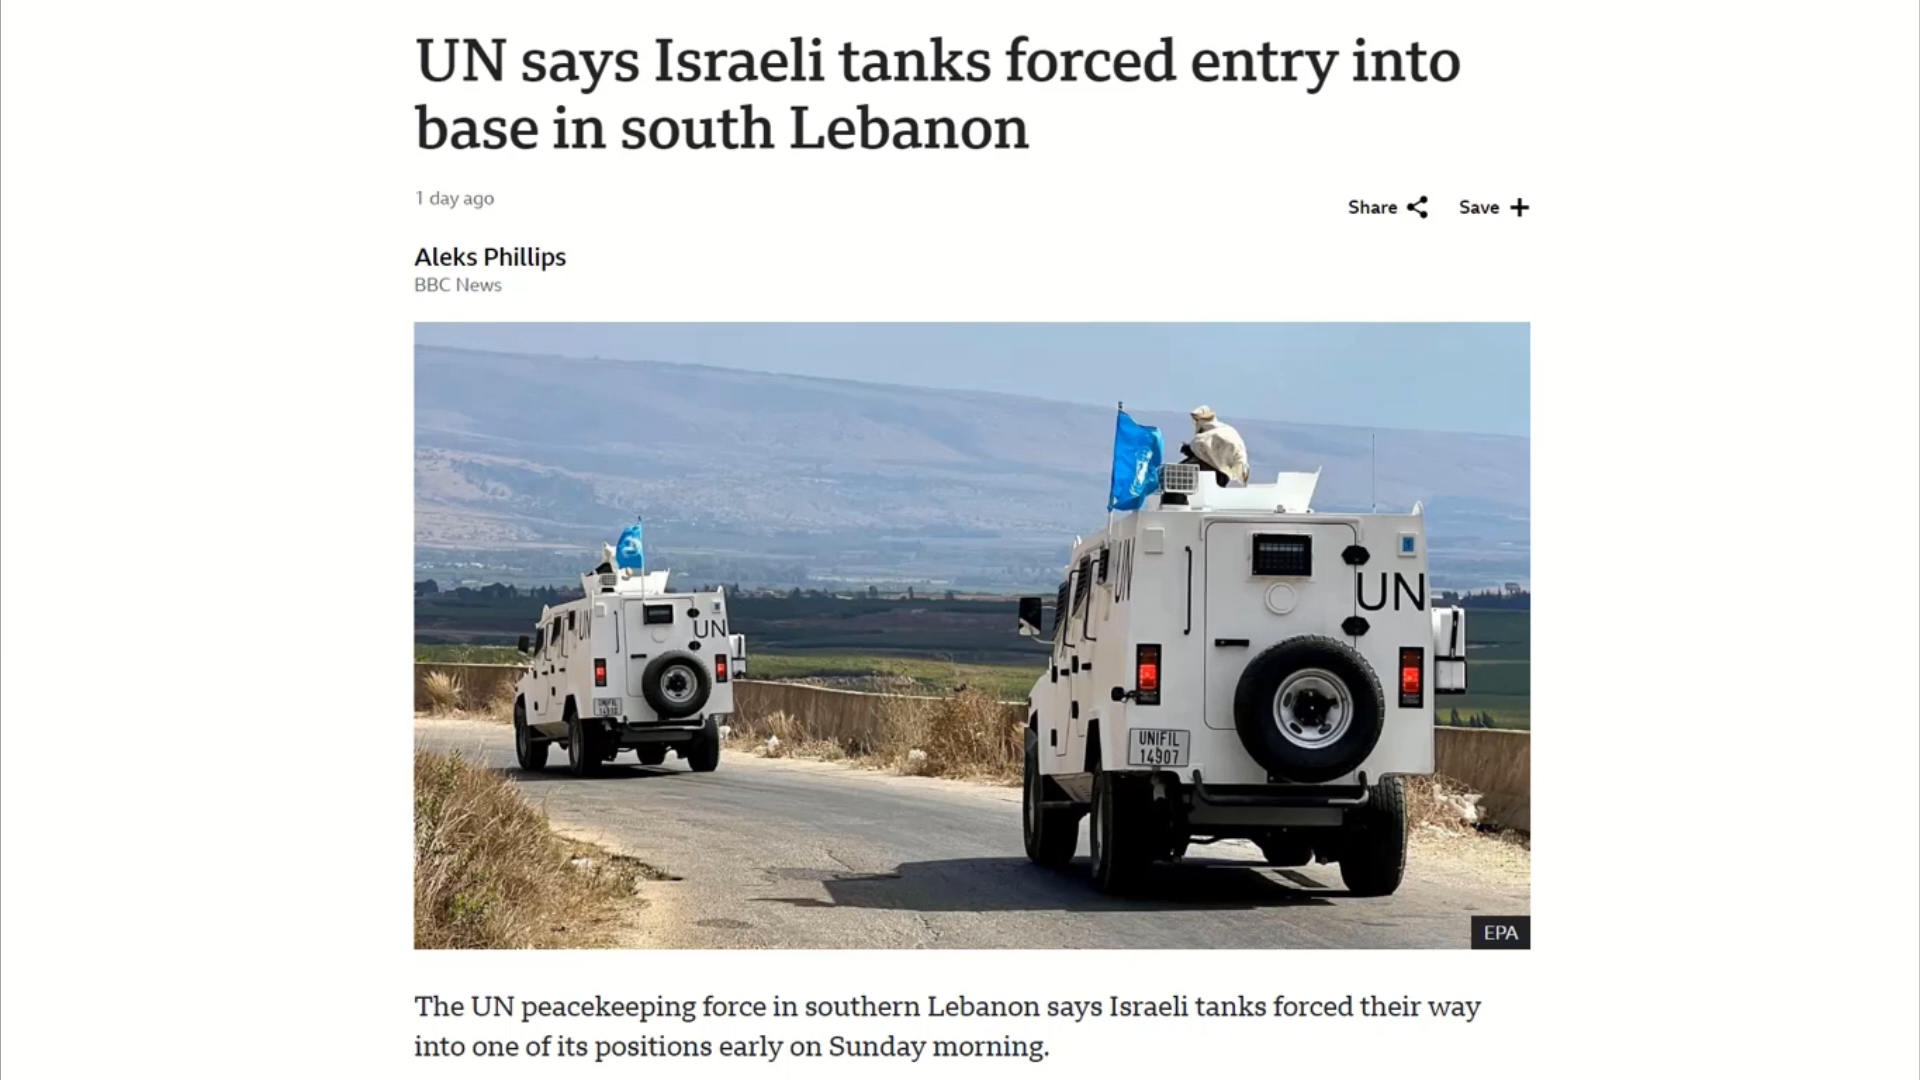 UN says Israeli tanks forced entry into
base in south Lebanon
1 day ago
Share
Save
Aleks Phillips
BBC News
UN
UN
UN
UN
UNIFIL
UNIFIL
14907
EPA
The UN peacekeeping force in southern Lebanon says Israeli tanks forced their way
into one of its positions early on Sunday morning.